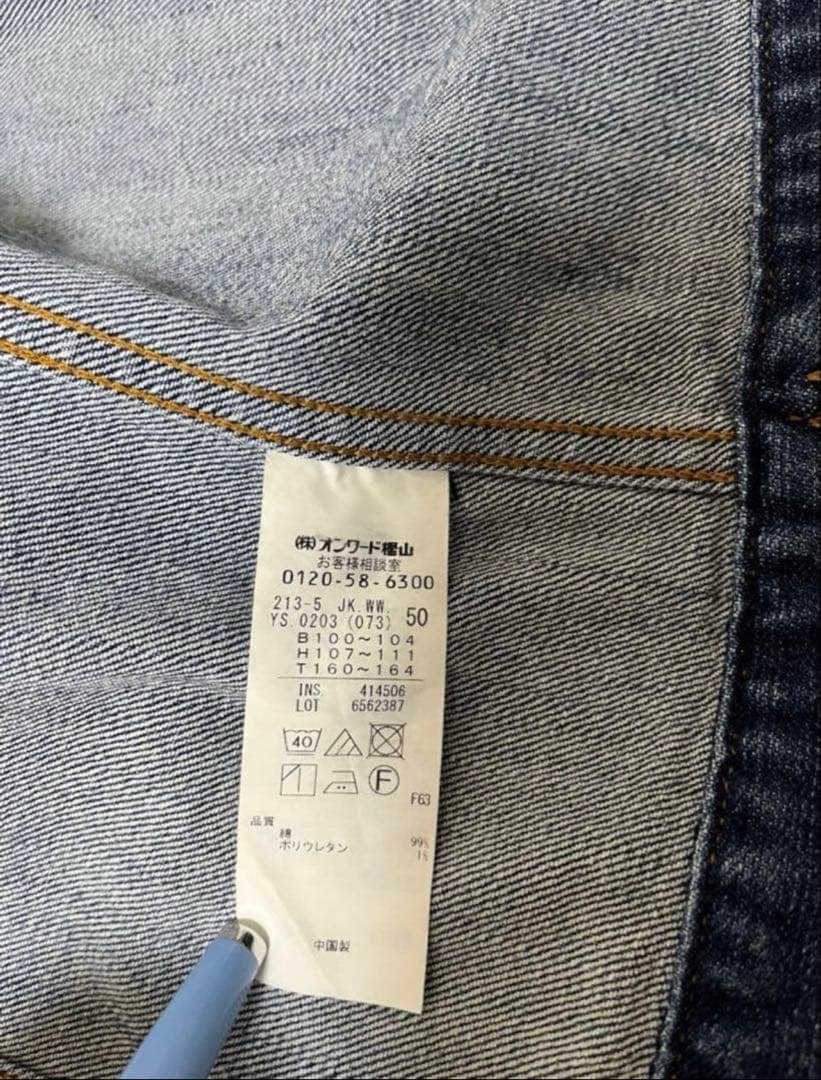 (株)オンワード樫山
お客様相談室
0120-58-6300
213-5 JK.WW.
YS.0203 (073) 50
B100~104
H107~111
T160~164
INS. 414506
LOT 6562387
40
F
F63
品質
綿 99%
ポリウレタン 1%
中国製